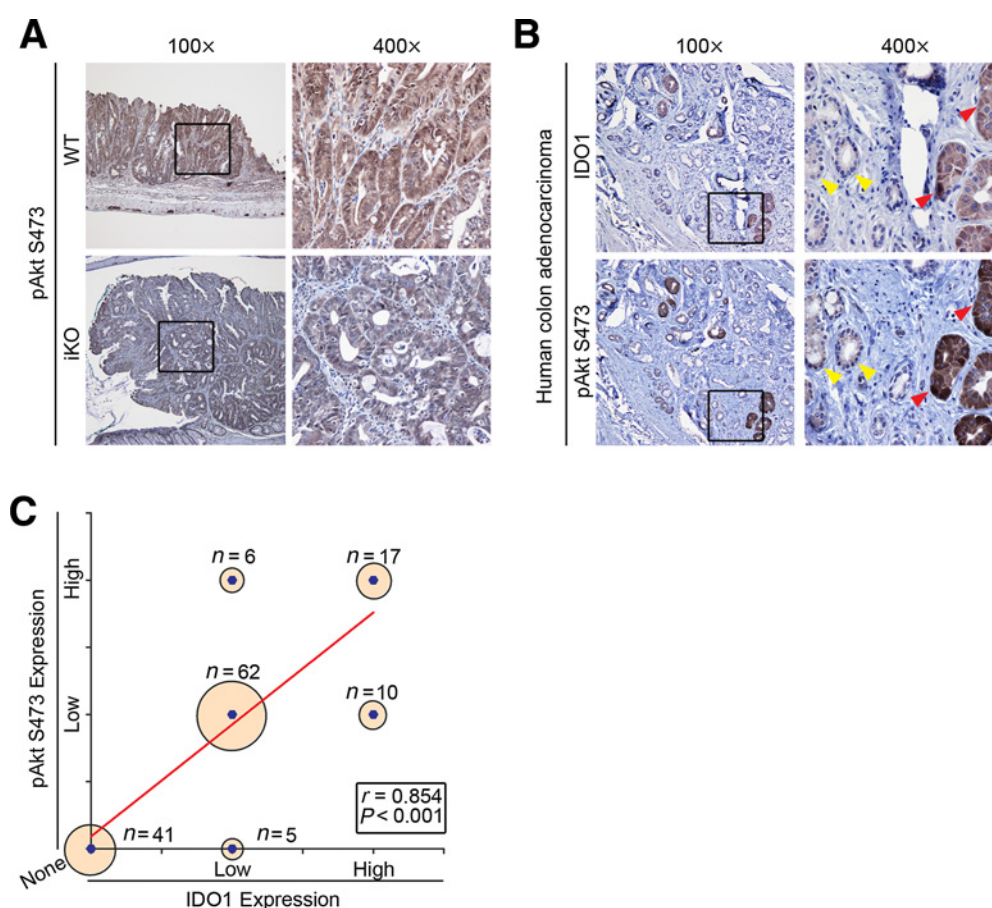 A
100×
400×
pAkt S473
WT
iKO
B
100×
400×
Human colon adenocarcinoma
IDO1
pAkt S473
C
pAkt S473 Expression
High
Low
n = 6
n = 17
n = 62
n = 10
n = 41
n = 5
r = 0.854
P < 0.001
None
Low
High
IDO1 Expression